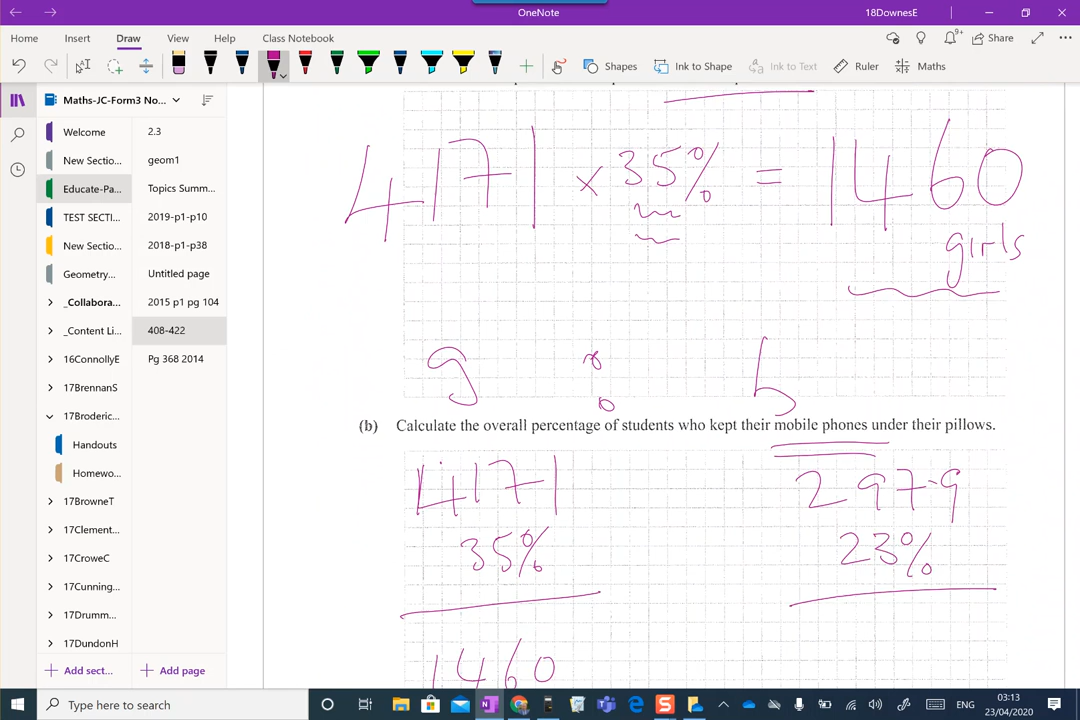 OneNote
18DownesE
Home Insert Draw View Help Class Notebook
9+
Share
Shapes Ink to Shape Ink to Text Ruler Maths
Maths-JC-Form3 No...
Welcome
New Sectio...
Educate-Pa...
TEST SECTI...
New Sectio...
Geometry...
_Collabora...
_Content Li...
16ConnollyE
17BrennanS
17Broderic...
Handouts
Homewo...
17BrowneT
17Clement...
17CroweC
17Cunning...
17Drumm...
17DundonH
Add sect...
2.3
geom1
Topics Summ...
2019-p1-p10
2018-p1-p38
Untitled page
2015 p1 pg 104
408-422
Pg 368 2014
Add page
4171 × 35% = 1460
girls
g : b
(b) Calculate the overall percentage of students who kept their mobile phones under their pillows.
4171 2979
35% 23%
1460
Type here to search
ENG
03:13
23/04/2020